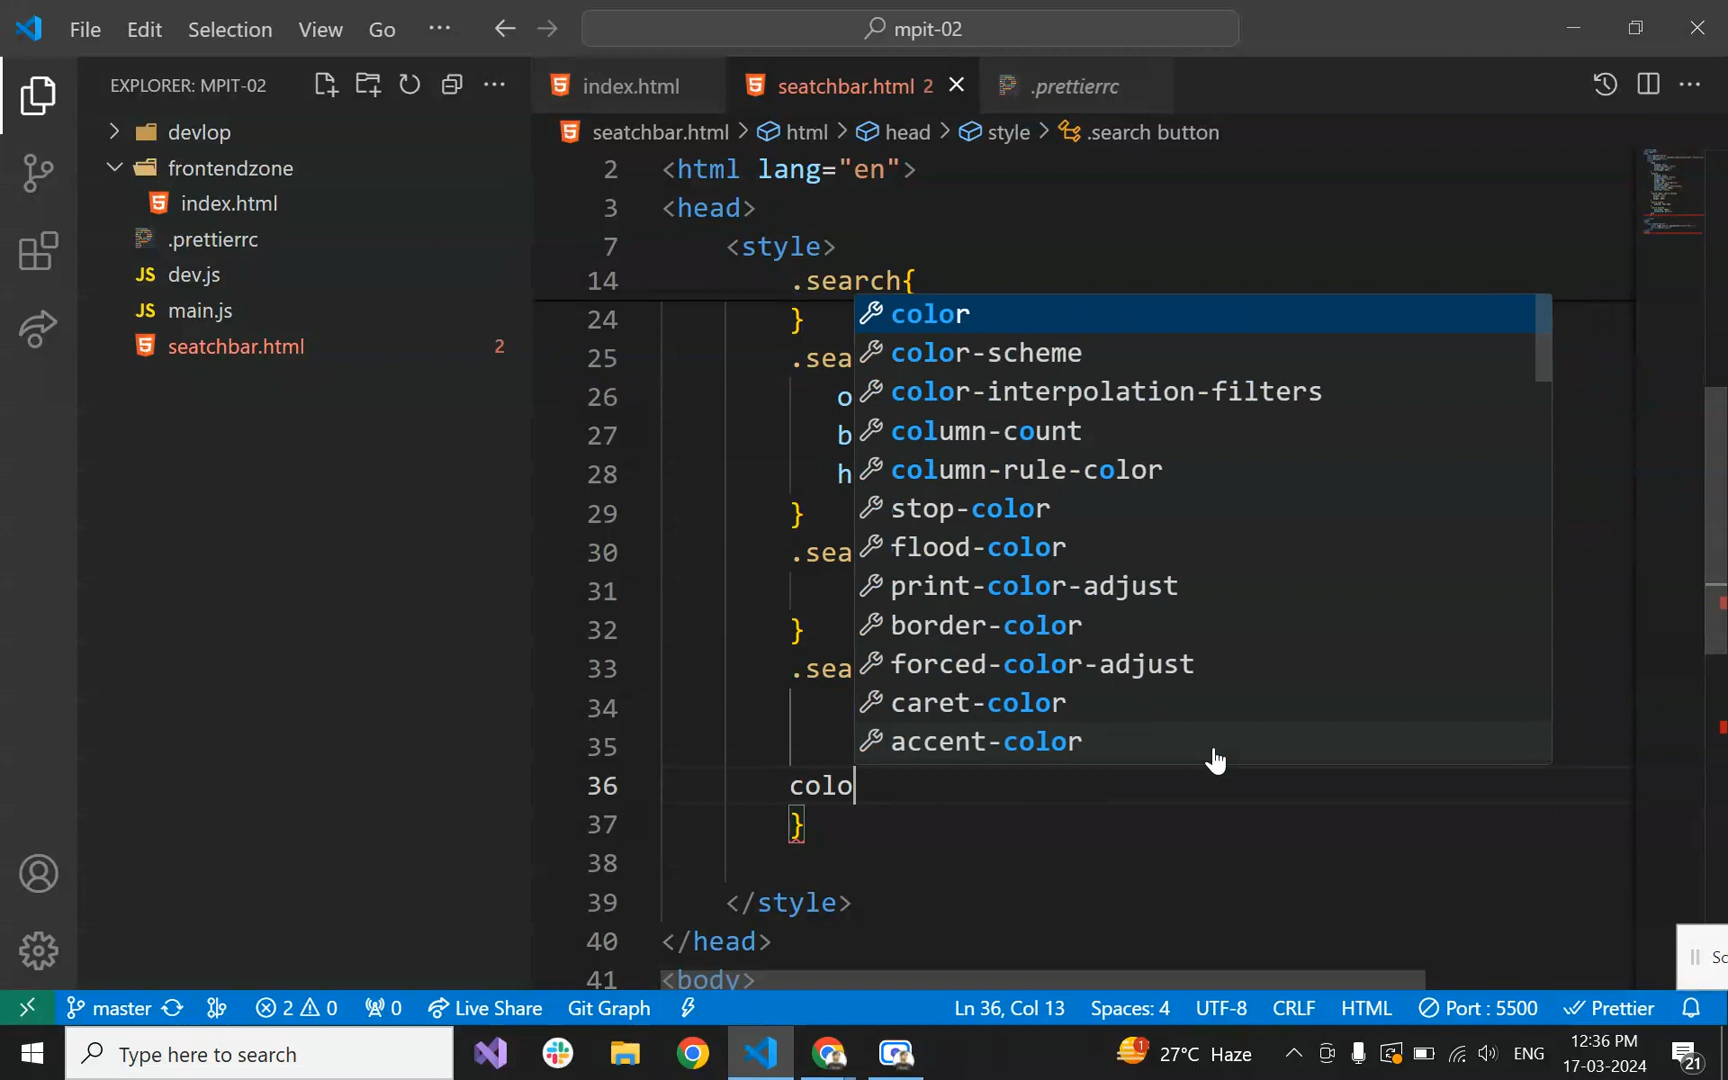 File Edit Selection View Go ··· mpit-02
EXPLORER: MPIT-02
index.html seatchbar.html 2 .prettierrc
seatchbar.html > html > head > style > .search button
devlop
frontendzone
index.html
.prettierrc
JS dev.js
JS main.js
seatchbar.html 2
2 <html lang="en">
3 <head>
7 <style>
14 .search{
24 }
25 .sea
26 o
27 b
28 h
29 }
30 .sea
31
32 }
33 .sea
34
35
36 colo
37 }
38
39 </style>
40 </head>
41 <body>
color
color-scheme
color-interpolation-filters
column-count
column-rule-color
stop-color
flood-color
print-color-adjust
border-color
forced-color-adjust
caret-color
accent-color
Sc
master 2 0 0 Live Share Git Graph Ln 36, Col 13 Spaces: 4 UTF-8 CRLF HTML Port : 5500 Prettier
Type here to search 1 27°C Haze ENG 12:36 PM
17-03-2024
21